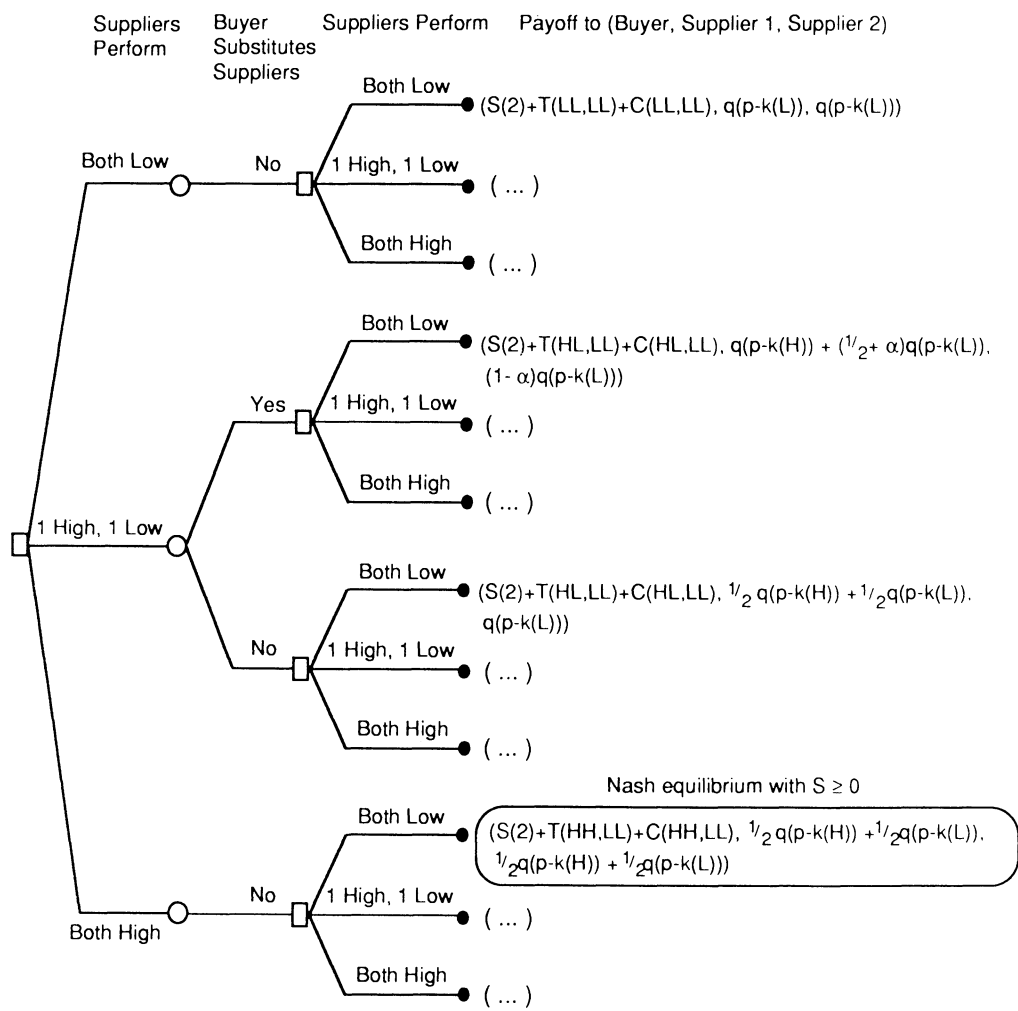 Suppliers Perform
Buyer Substitutes Suppliers
Suppliers Perform
Payoff to (Buyer, Supplier 1, Supplier 2)
Both Low
(S(2)+T(LL,LL)+C(LL,LL), q(p-k(L)), q(p-k(L)))
Both Low
No
1 High, 1 Low
( ... )
Both High
( ... )
Both Low
(S(2)+T(HL,LL)+C(HL,LL), q(p-k(H)) + (1/2+ α)q(p-k(L)),
(1- α)q(p-k(L)))
Yes
1 High, 1 Low
( ... )
Both High
( ... )
1 High, 1 Low
Both Low
(S(2)+T(HL,LL)+C(HL,LL), 1/2 q(p-k(H)) +1/2q(p-k(L)),
q(p-k(L)))
No
1 High, 1 Low
( ... )
Both High
( ... )
Nash equilibrium with S ≥ 0
Both Low
(S(2)+T(HH,LL)+C(HH,LL), 1/2 q(p-k(H)) +1/2q(p-k(L)),
1/2q(p-k(H)) + 1/2q(p-k(L)))
No
1 High, 1 Low
( ... )
Both High
Both High
( ... )